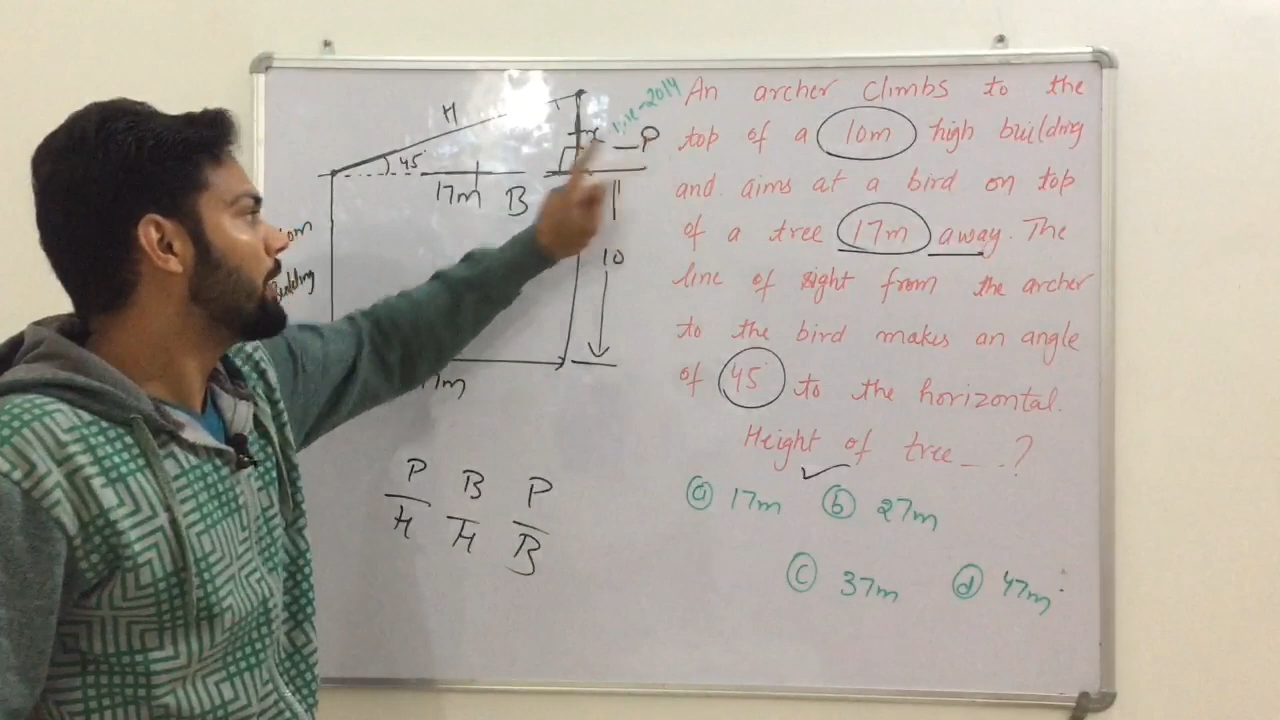 An archer climbs to the
top of a 10m high building
and aims at a bird on top
of a tree 17m away. The
line of sight from the archer
to the bird makes an angle
of 45° to the horizontal.
Height of tree _ _ . ?
(a) 17m (b) 27m
(c) 37m (d) 47m
H
45°
17m B
x P
10
P B P
H H B